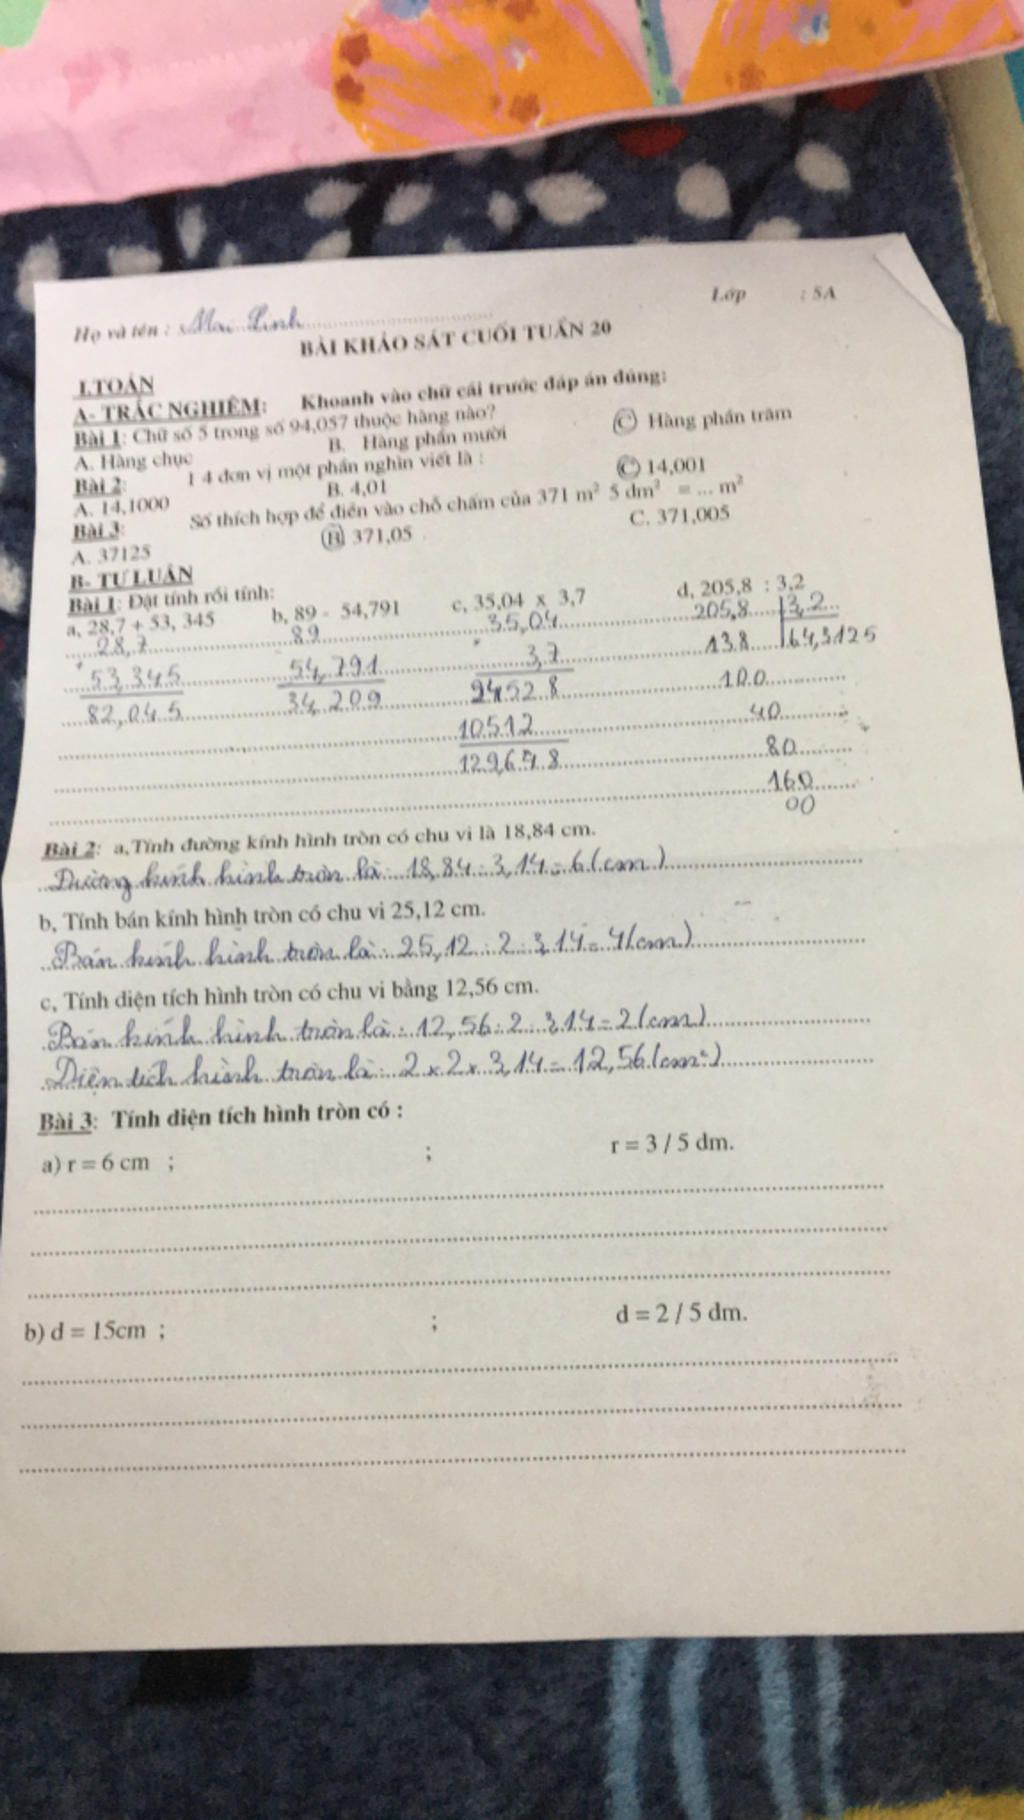 Họ và tên : Mai Linh
Lớp : 5A
BÀI KHẢO SÁT CUỐI TUẦN 20
I.TOÁN
A- TRẮC NGHIỆM: Khoanh vào chữ cái trước đáp án đúng:
Bài 1: Chữ số 5 trong số 94,057 thuộc hàng nào?
A. Hàng chục B. Hàng phần mười C Hàng phần trăm
Bài 2: 1 4 đơn vị một phần nghìn viết là :
A. 14,1000 B. 4,01 C 14,001
Bài 3: Số thích hợp để điền vào chỗ chấm của 371 m² 5 dm² = ... m²
A. 37125 B 371,05 C. 371,005
B- TỰ LUẬN
Bài 1: Đặt tính rồi tính:
a, 28,7 + 53, 345 b, 89 - 54,791 c, 35,04 x 3,7 d, 205,8 : 3,2
28,7 89 35,04 205,8 3,2
+ 53,345 54,791 3,7 138 64,3125
82,045 34,209 24528 100
10512 40
129,648 80
160
00
Bài 2: a,Tính đường kính hình tròn có chu vi là 18,84 cm.
Đường kính hình tròn là: 18,84 : 3,14 = 6 (cm)
b, Tính bán kính hình tròn có chu vi 25,12 cm.
Bán kính hình tròn là: 25,12 : 2 : 3,14 = 4 (cm)
c, Tính diện tích hình tròn có chu vi bằng 12,56 cm.
Bán kính hình tròn là: 12,56 : 2 : 3,14 = 2 (cm)
Diện tích hình tròn là: 2 x 2 x 3,14 = 12,56 (cm²)
Bài 3: Tính diện tích hình tròn có :
a) r = 6 cm ; ; r = 3 / 5 dm.
b) d = 15cm ; ; d = 2 / 5 dm.